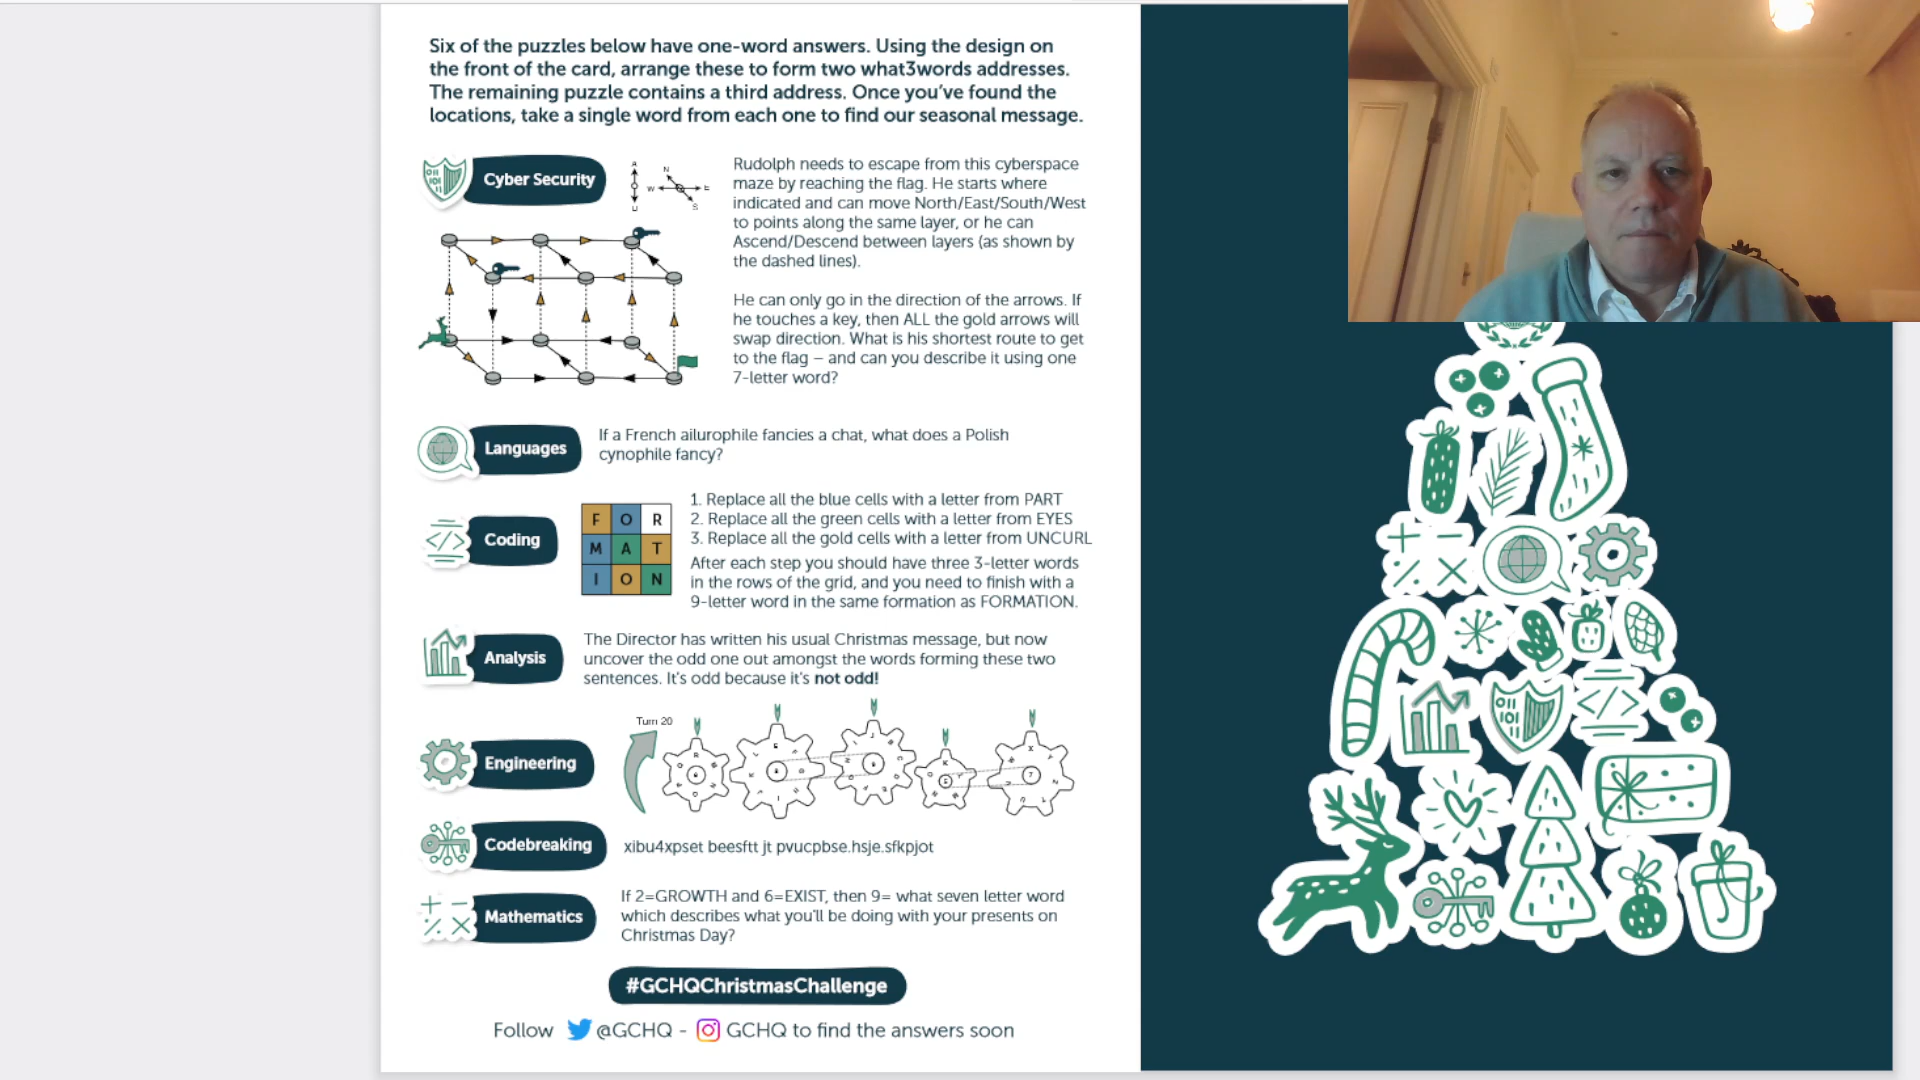 Six of the puzzles below have one-word answers. Using the design on
the front of the card, arrange these to form two what3words addresses.
The remaining puzzle contains a third address. Once you've found the
locations, take a single word from each one to find our seasonal message.
Cyber Security
A
U
N
W
E
S
Rudolph needs to escape from this cyberspace
maze by reaching the flag. He starts where
indicated and can move North/East/South/West
to points along the same layer, or he can
Ascend/Descend between layers (as shown by
the dashed lines).
He can only go in the direction of the arrows. If
he touches a key, then ALL the gold arrows will
swap direction. What is his shortest route to get
to the flag – and can you describe it using one
7-letter word?
Languages
If a French ailurophile fancies a chat, what does a Polish
cynophile fancy?
Coding
F O R
M A T
I O N
1. Replace all the blue cells with a letter from PART
2. Replace all the green cells with a letter from EYES
3. Replace all the gold cells with a letter from UNCURL
After each step you should have three 3-letter words
in the rows of the grid, and you need to finish with a
9-letter word in the same formation as FORMATION.
Analysis
The Director has written his usual Christmas message, but now
uncover the odd one out amongst the words forming these two
sentences. It's odd because it's not odd!
Turn 20
Engineering
Codebreaking
xibu4xpset beesftt jt pvucpbse.hsje.sfkpjot
Mathematics
If 2=GROWTH and 6=EXIST, then 9= what seven letter word
which describes what you'll be doing with your presents on
Christmas Day?
#GCHQChristmasChallenge
Follow @GCHQ - GCHQ to find the answers soon